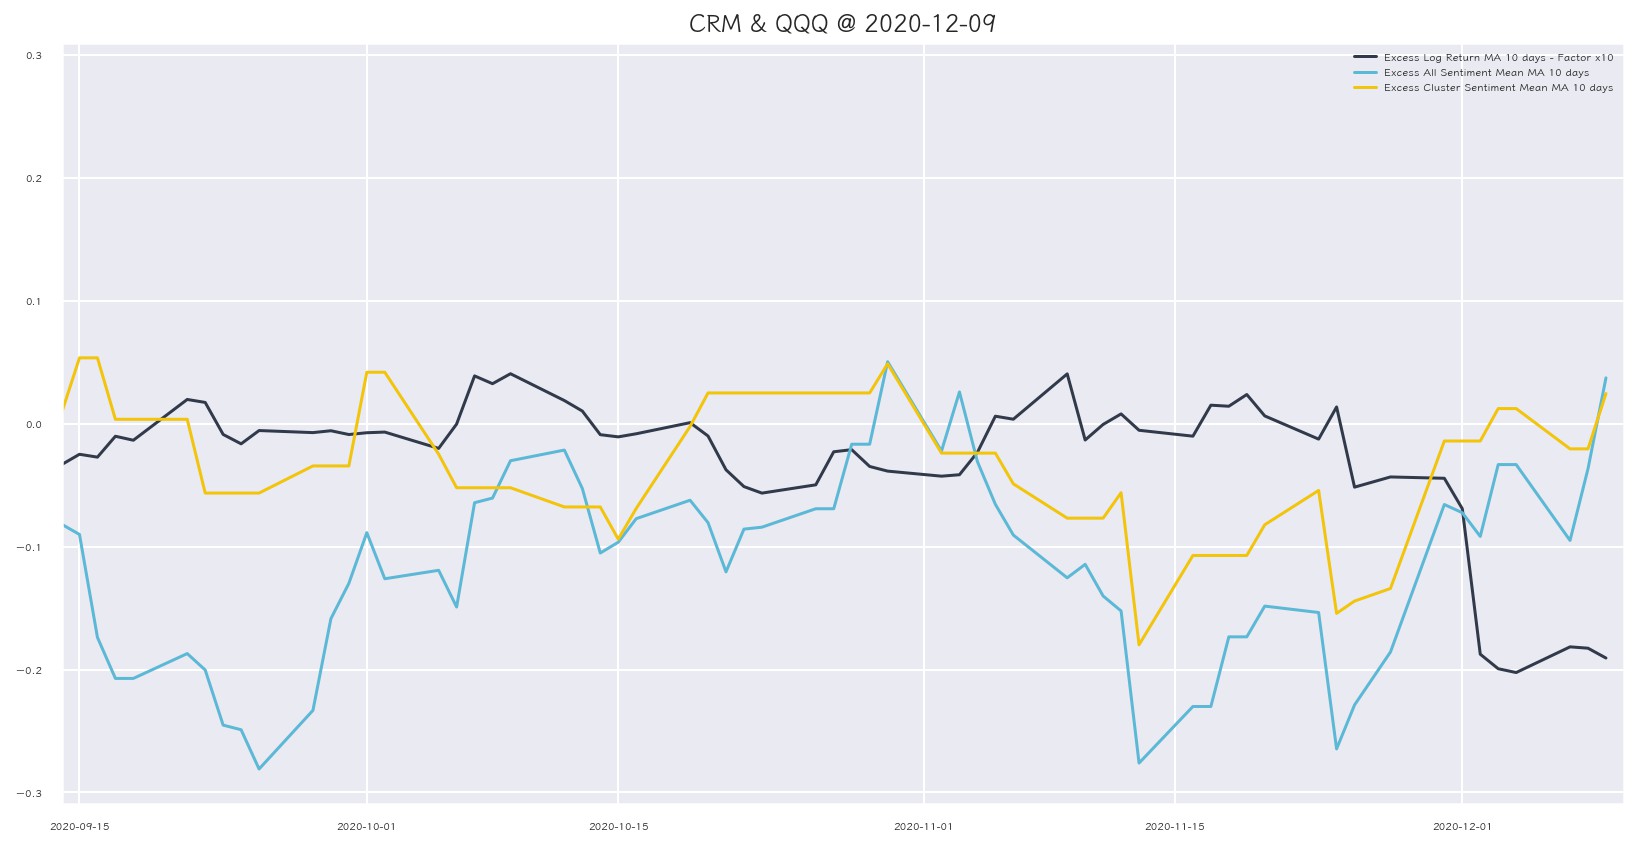 CRM & QQQ @ 2020-12-09
Excess Log Return MA 10 days - Factor x10
Excess All Sentiment Mean MA 10 days
Excess Cluster Sentiment Mean MA 10 days
0.3
0.2
0.1
0.0
−0.1
−0.2
−0.3
2020-09-15 2020-10-01 2020-10-15 2020-11-01 2020-11-15 2020-12-01